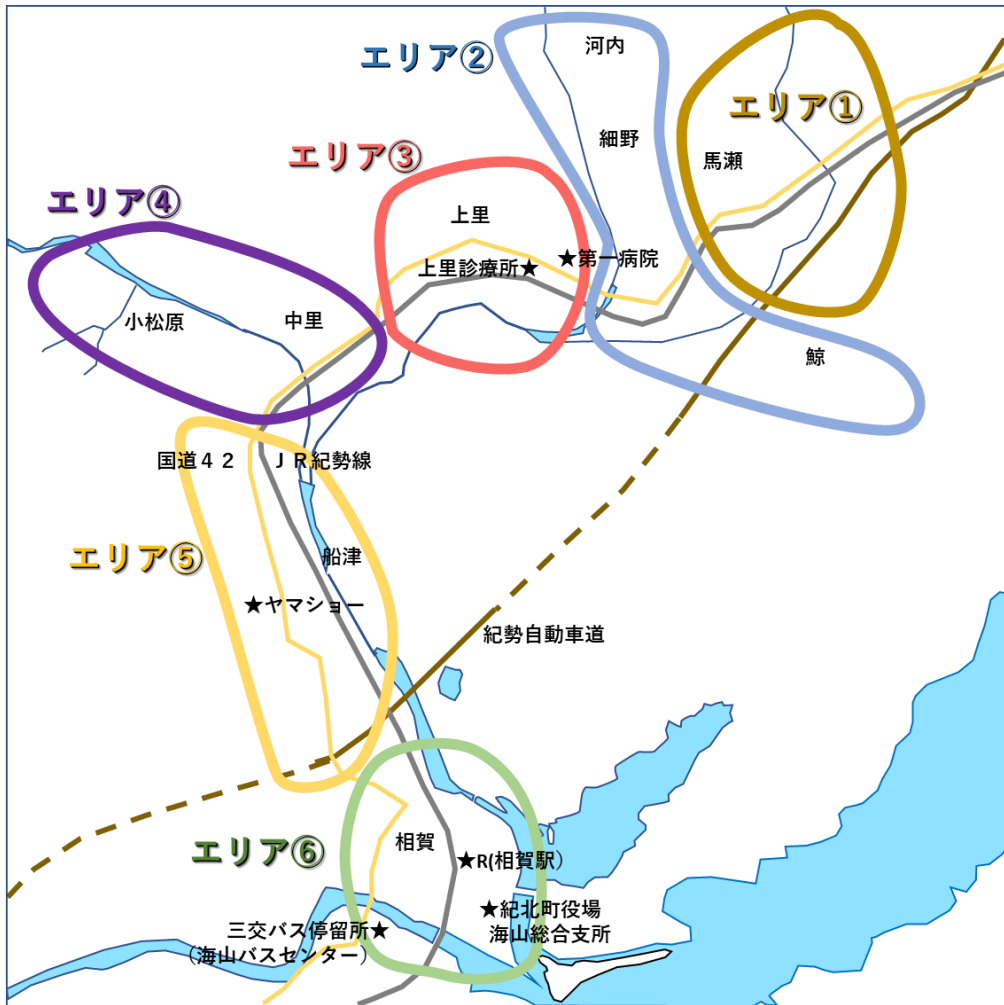 河内
エリア②
エリア①
細野
エリア③
馬瀬
エリア④
上里
★第一病院
上里診療所★
小松原
中里
鯨
国道４２
ＪＲ紀勢線
エリア⑤
船津
★ヤマショー
紀勢自動車道
相賀
エリア⑥
★R(相賀駅）
★紀北町役場
海山総合支所
三交バス停留所★
（海山バスセンター）